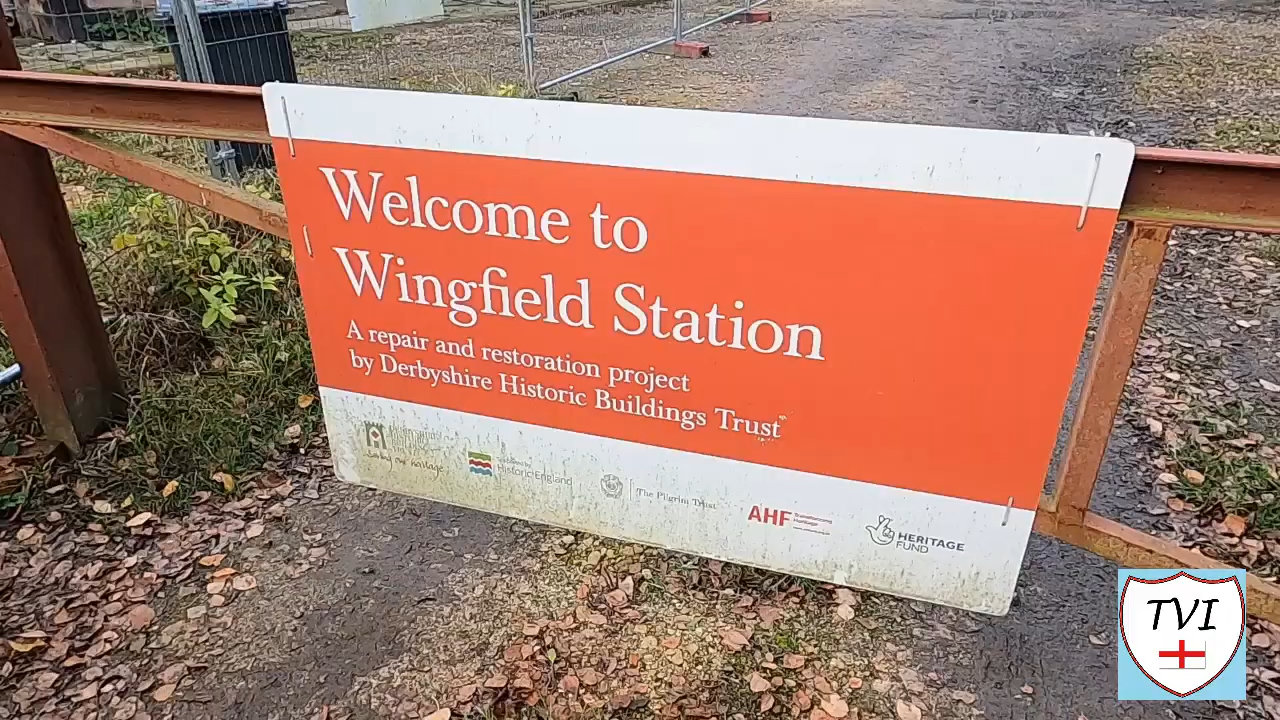 Welcome to
Wingfield Station
A repair and restoration project
by Derbyshire Historic Buildings Trust
Historic England
The Pilgrim Trust
AHF
Heritage
HERITAGE
FUND
TVI